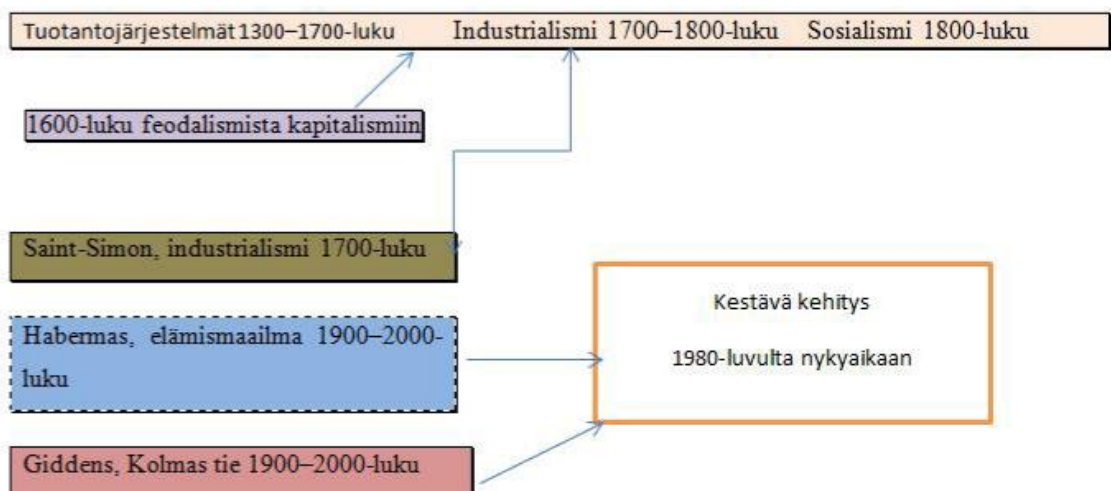 Tuotantojärjestelmät 1300–1700-luku Industrialismi 1700–1800-luku Sosialismi 1800-luku
1600-luku feodalismista kapitalismiin
Saint-Simon, industrialismi 1700-luku
Habermas, elämismaailma 1900–2000-
luku
Kestävä kehitys
1980-luvulta nykyaikaan
Giddens, Kolmas tie 1900–2000-luku